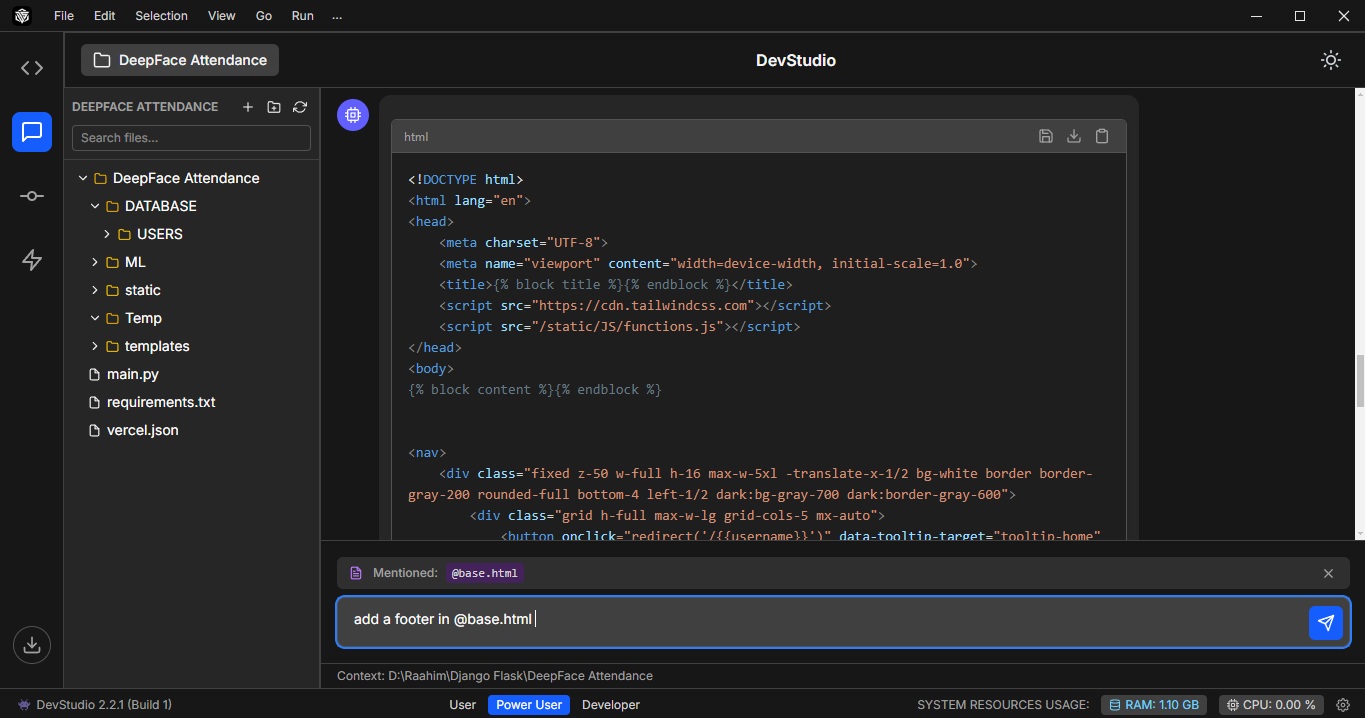 File Edit Selection View Go Run ...
DeepFace Attendance
DevStudio
DEEPFACE ATTENDANCE
Search files...
DeepFace Attendance
DATABASE
USERS
ML
static
Temp
templates
main.py
requirements.txt
vercel.json
html
<!DOCTYPE html>
<html lang="en">
<head>
<meta charset="UTF-8">
<meta name="viewport" content="width=device-width, initial-scale=1.0">
<title>{% block title %}{% endblock %}</title>
<script src="https://cdn.tailwindcss.com"></script>
<script src="/static/JS/functions.js"></script>
</head>
<body>
{% block content %}{% endblock %}
<nav>
<div class="fixed z-50 w-full h-16 max-w-5xl -translate-x-1/2 bg-white border border-
gray-200 rounded-full bottom-4 left-1/2 dark:bg-gray-700 dark:border-gray-600">
<div class="grid h-full max-w-lg grid-cols-5 mx-auto">
<button onclick="redirect('/{{username}}')" data-tooltip-target="tooltip-home"
Mentioned: @base.html
add a footer in @base.html
Context: D:\Raahim\Django Flask\DeepFace Attendance
DevStudio 2.2.1 (Build 1)
User Power User Developer
SYSTEM RESOURCES USAGE: RAM: 1.10 GB CPU: 0.00 %